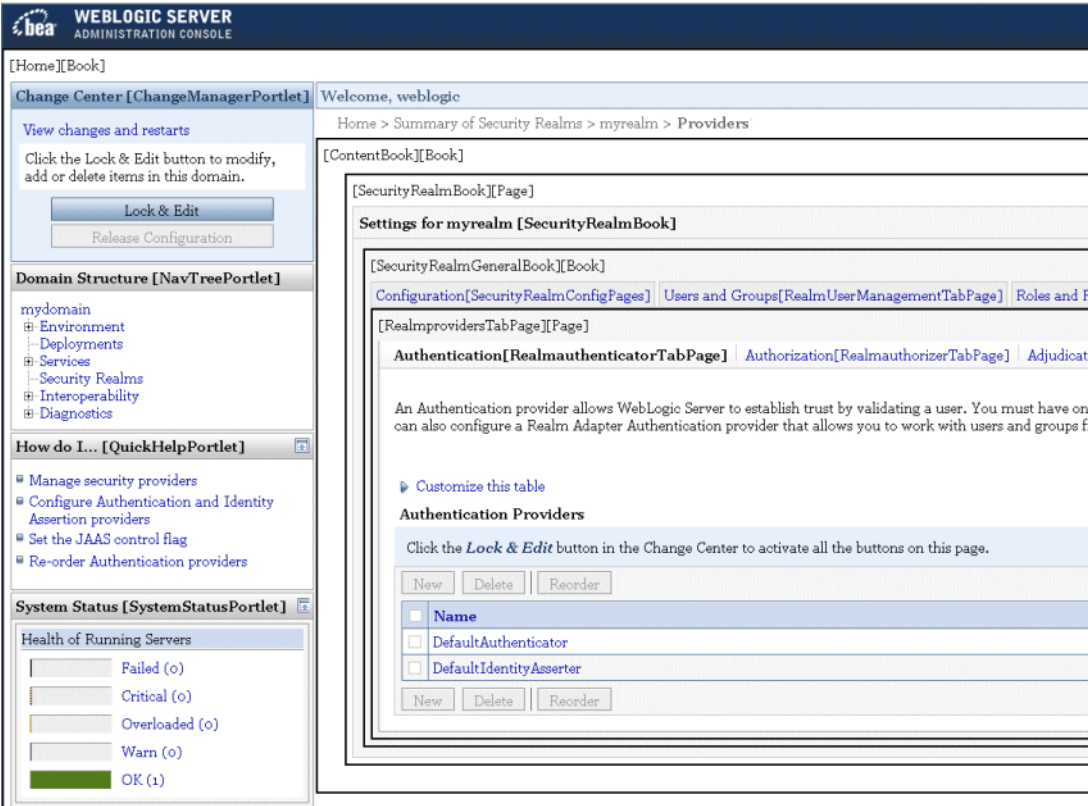 bea WEBLOGIC SERVER
ADMINISTRATION CONSOLE
[Home][Book]
Change Center [ChangeManagerPortlet]
View changes and restarts
Click the Lock & Edit button to modify,
add or delete items in this domain.
Lock & Edit
Release Configuration
Domain Structure [NavTreePortlet]
mydomain
Environment
Deployments
Services
Security Realms
Interoperability
Diagnostics
How do I... [QuickHelpPortlet]
Manage security providers
Configure Authentication and Identity
Assertion providers
Set the JAAS control flag
Re-order Authentication providers
System Status [SystemStatusPortlet]
Health of Running Servers
Failed (0)
Critical (0)
Overloaded (0)
Warn (0)
OK (1)
Welcome, weblogic
Home > Summary of Security Realms > myrealm > Providers
[ContentBook][Book]
[SecurityRealmBook][Page]
Settings for myrealm [SecurityRealmBook]
[SecurityRealmGeneralBook][Book]
Configuration[SecurityRealmConfigPages] Users and Groups[RealmUserManagementTabPage] Roles and
[RealmprovidersTabPage][Page]
Authentication[RealmauthenticatorTabPage] Authorization[RealmauthorizerTabPage] Adjudicat
An Authentication provider allows WebLogic Server to establish trust by validating a user. You must have on
can also configure a Realm Adapter Authentication provider that allows you to work with users and groups f
Customize this table
Authentication Providers
Click the Lock & Edit button in the Change Center to activate all the buttons on this page.
New Delete Reorder
Name
DefaultAuthenticator
DefaultIdentityAsserter
New Delete Reorder